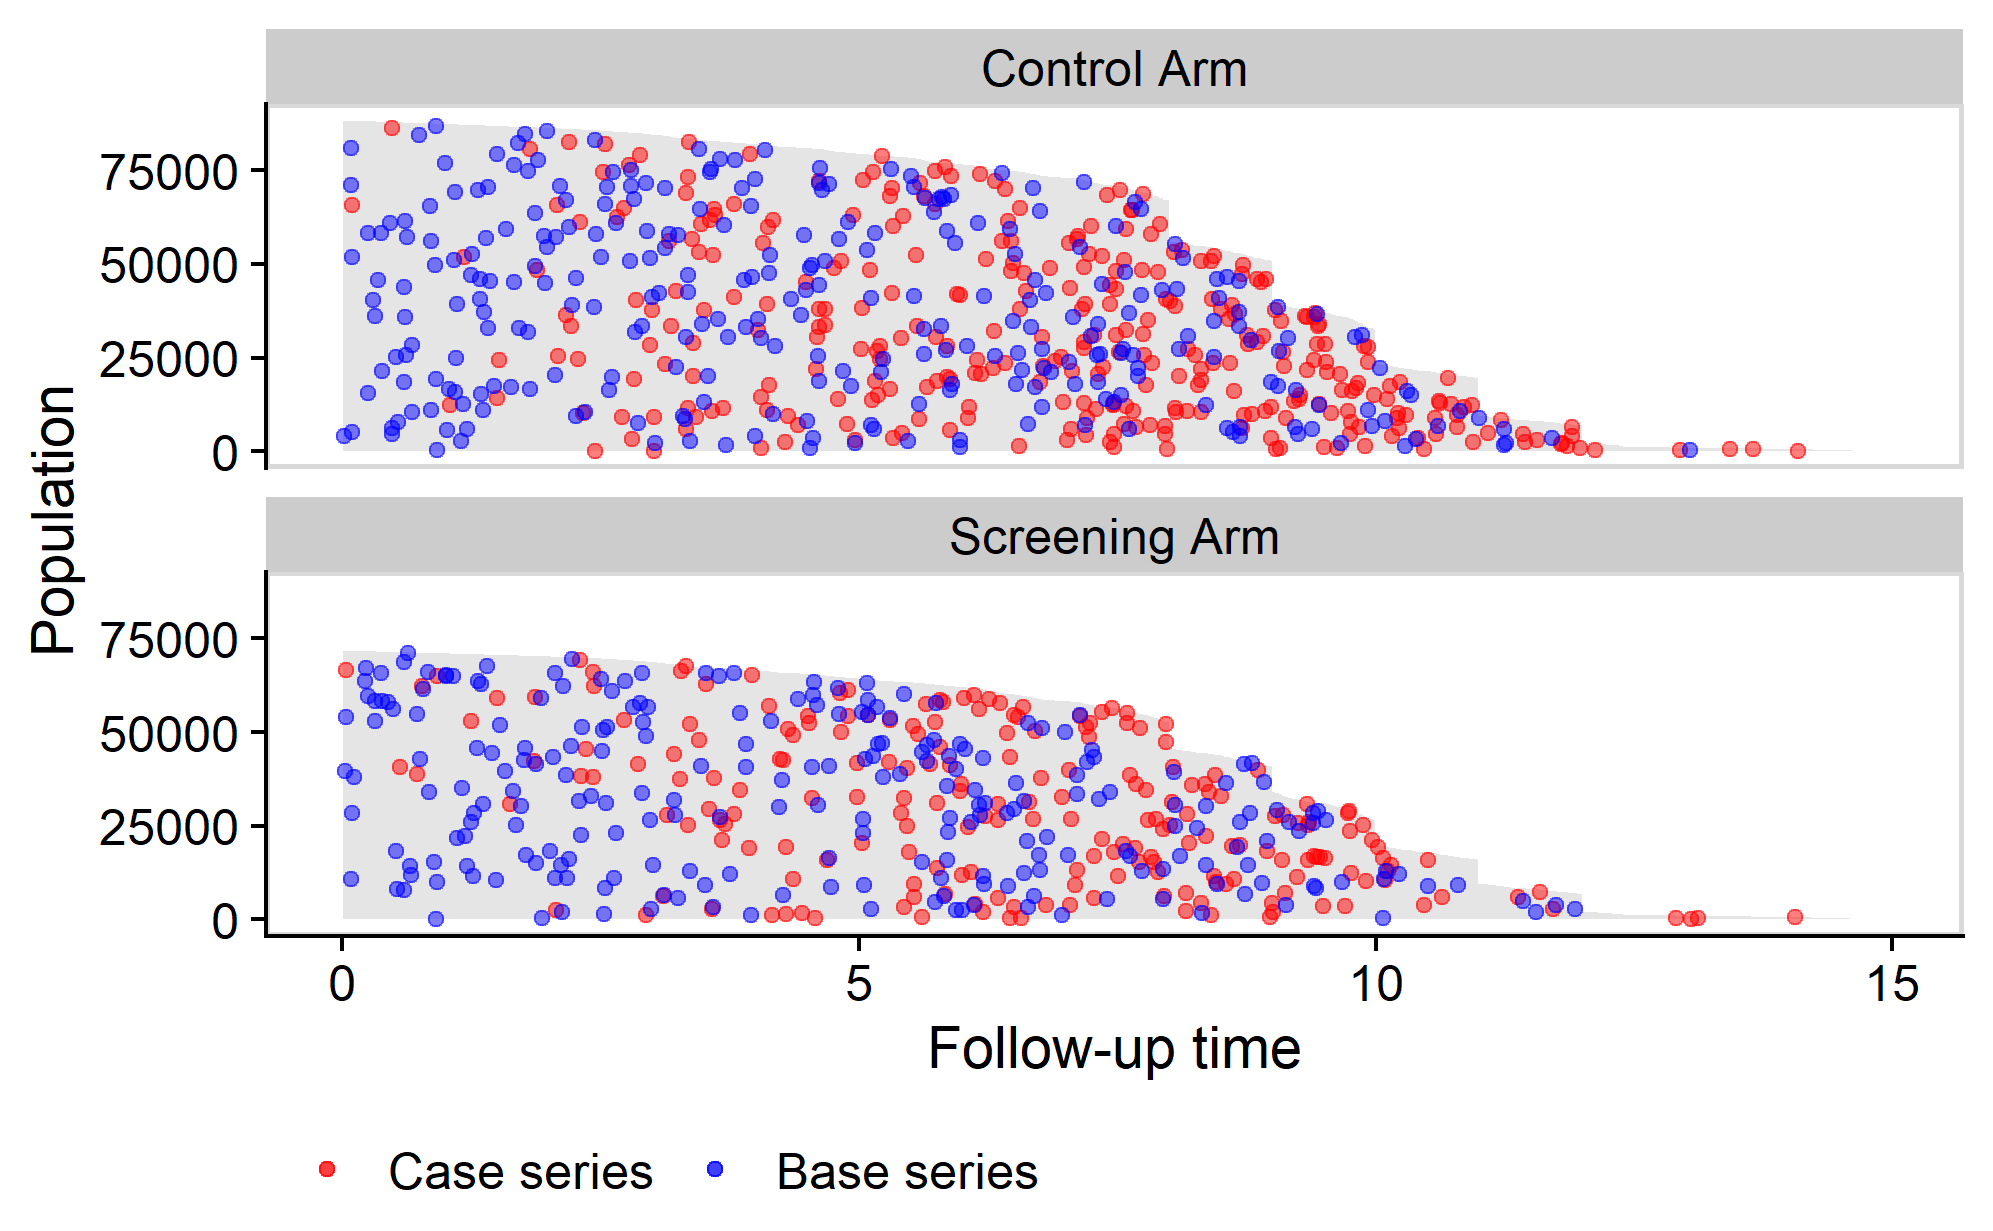 Control Arm
75000
50000
25000
0
Screening Arm
75000
50000
25000
0
Population
0 5 10 15
Follow-up time
Case series Base series